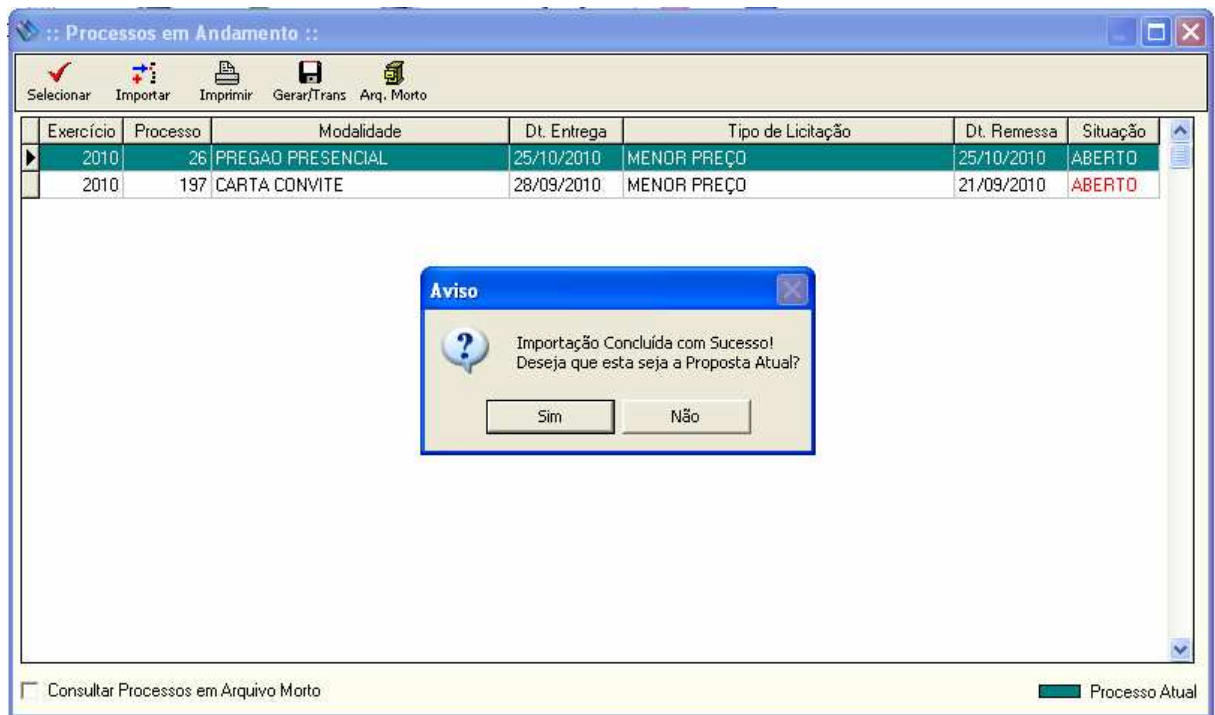 :: Processos em Andamento ::
Selecionar Importar Imprimir Gerar/Trans Arq. Morto
Exercício Processo Modalidade Dt. Entrega Tipo de Licitação Dt. Remessa Situação
2010 26 PREGAO PRESENCIAL 25/10/2010 MENOR PREÇO 25/10/2010 ABERTO
2010 197 CARTA CONVITE 28/09/2010 MENOR PREÇO 21/09/2010 ABERTO
Aviso
Importação Concluída com Sucesso!
Deseja que esta seja a Proposta Atual?
Sim Não
Consultar Processos em Arquivo Morto Processo Atual